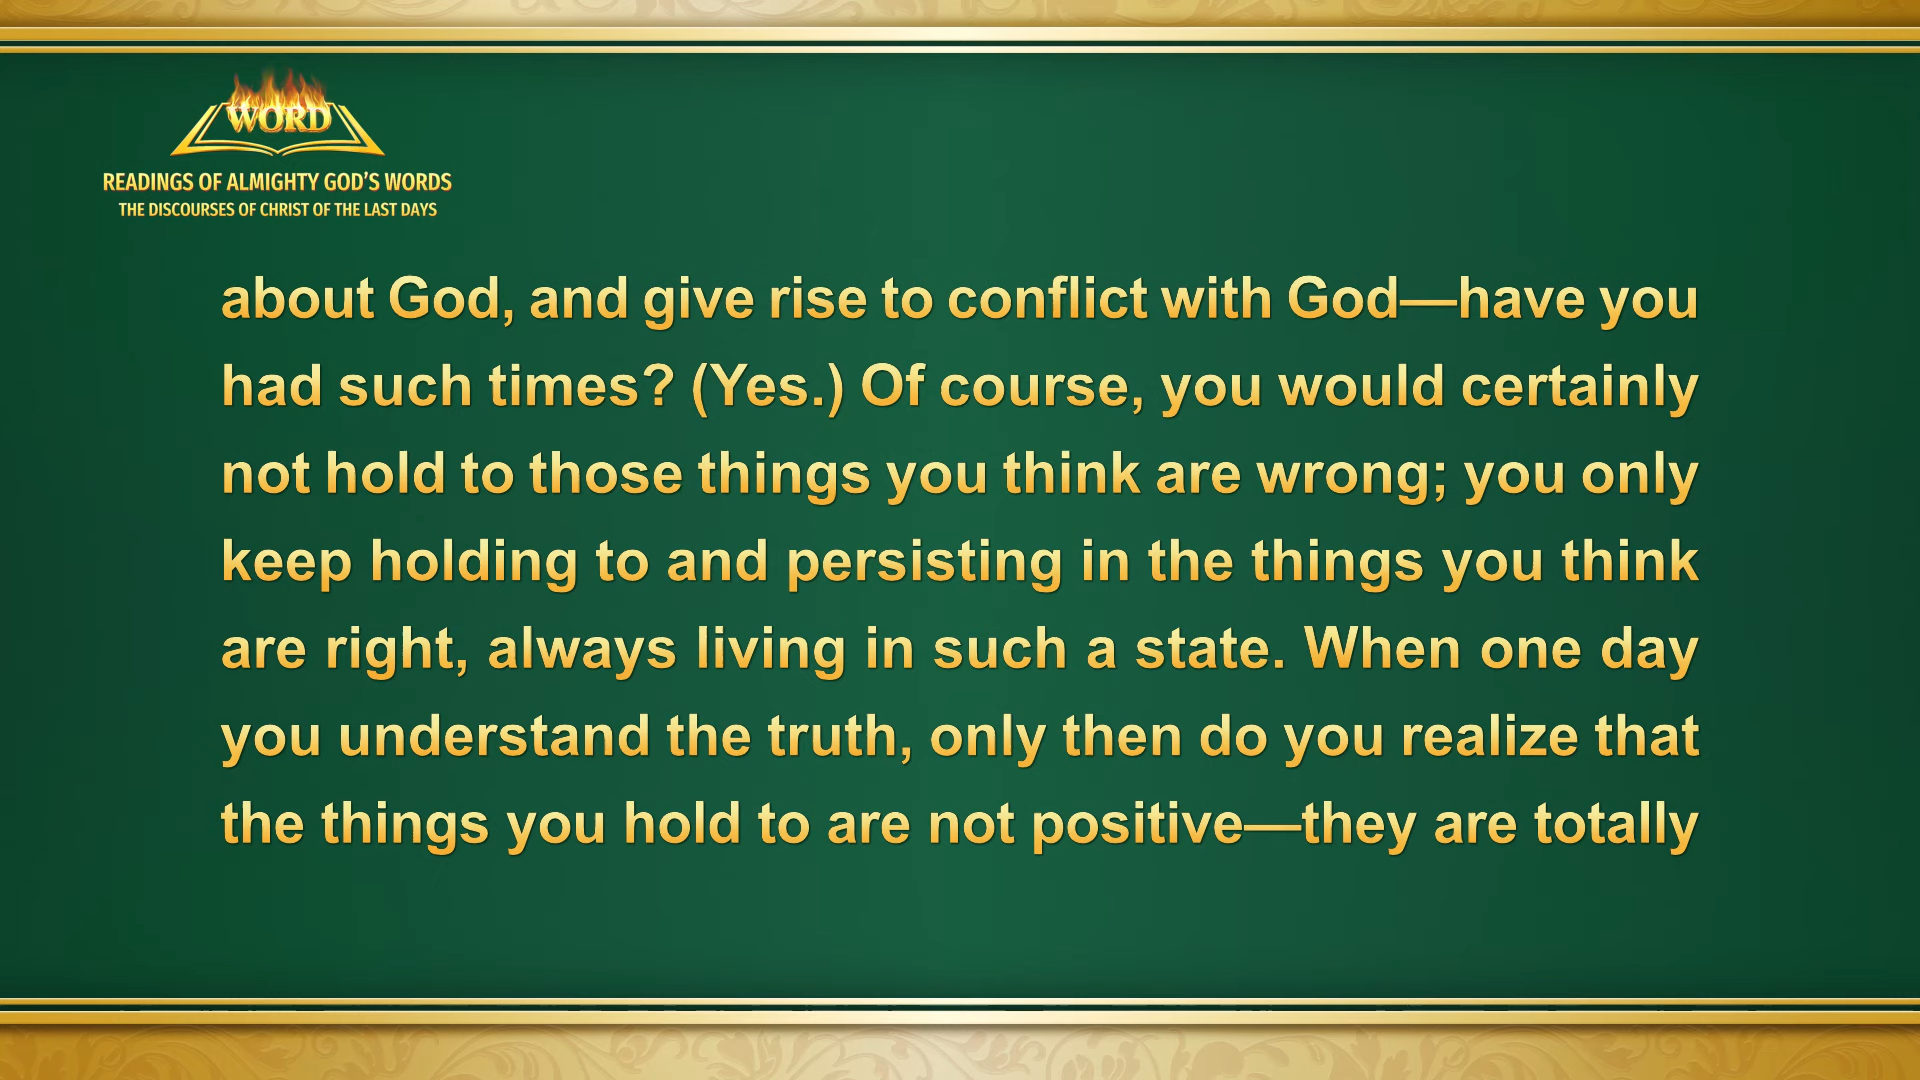 WORD
READINGS OF ALMIGHTY GOD'S WORDS
THE DISCOURSES OF CHRIST OF THE LAST DAYS
about God, and give rise to conflict with God—have you
had such times? (Yes.) Of course, you would certainly
not hold to those things you think are wrong; you only
keep holding to and persisting in the things you think
are right, always living in such a state. When one day
you understand the truth, only then do you realize that
the things you hold to are not positive—they are totally